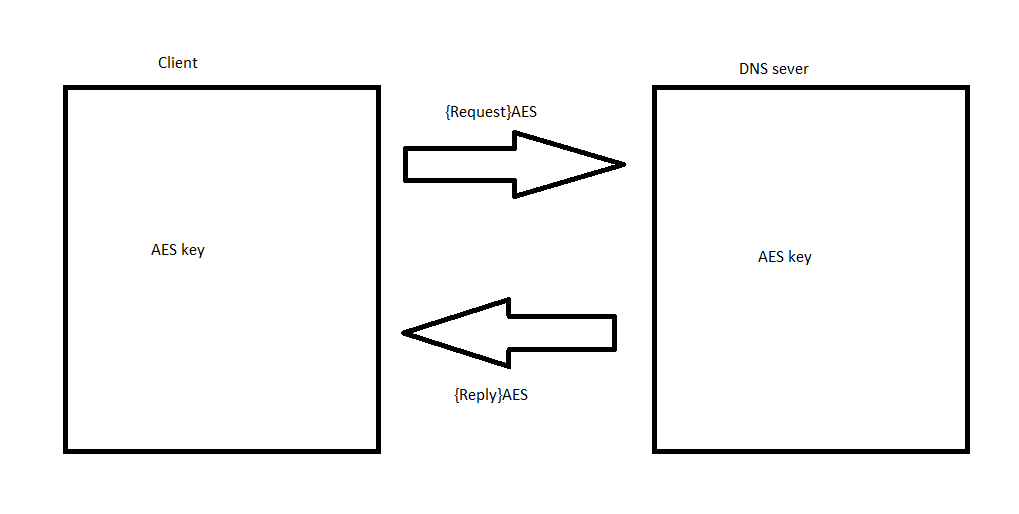 Client
DNS sever
{Request}AES
AES key
AES key
{Reply}AES